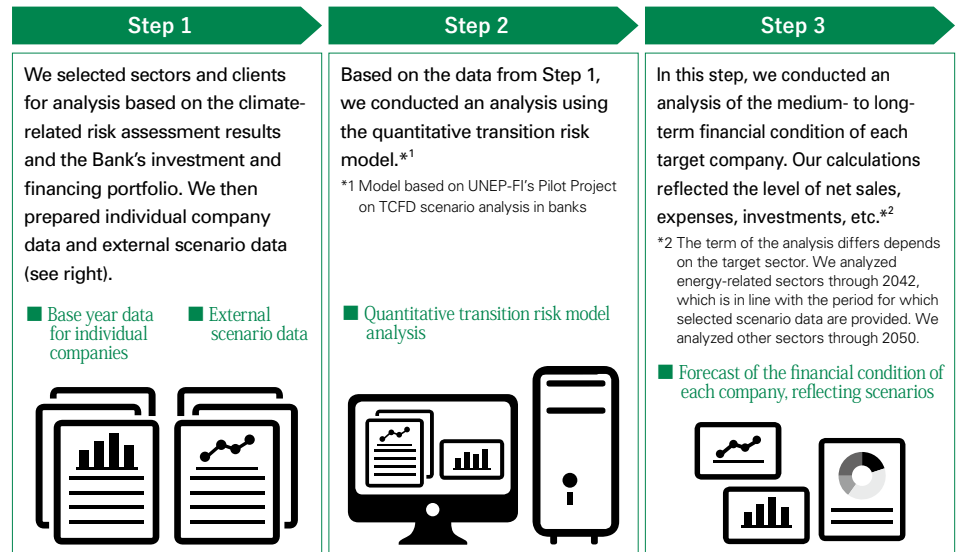 Step 1
We selected sectors and clients
for analysis based on the climate-
related risk assessment results
and the Bank's investment and
financing portfolio. We then
prepared individual company
data and external scenario data
(see right).
■ Base year data
for individual
companies
■ External
scenario data
Step 2
Based on the data from Step 1,
we conducted an analysis using
the quantitative transition risk
model.*1
*1 Model based on UNEP-FI's Pilot Project
on TCFD scenario analysis in banks
■ Quantitative transition risk model
analysis
Step 3
In this step, we conducted an
analysis of the medium- to long-
term financial condition of each
target company. Our calculations
reflected the level of net sales,
expenses, investments, etc.*2
*2 The term of the analysis differs depends
on the target sector. We analyzed
energy-related sectors through 2042,
which is in line with the period for which
selected scenario data are provided. We
analyzed other sectors through 2050.
■ Forecast of the financial condition of
each company, reflecting scenarios